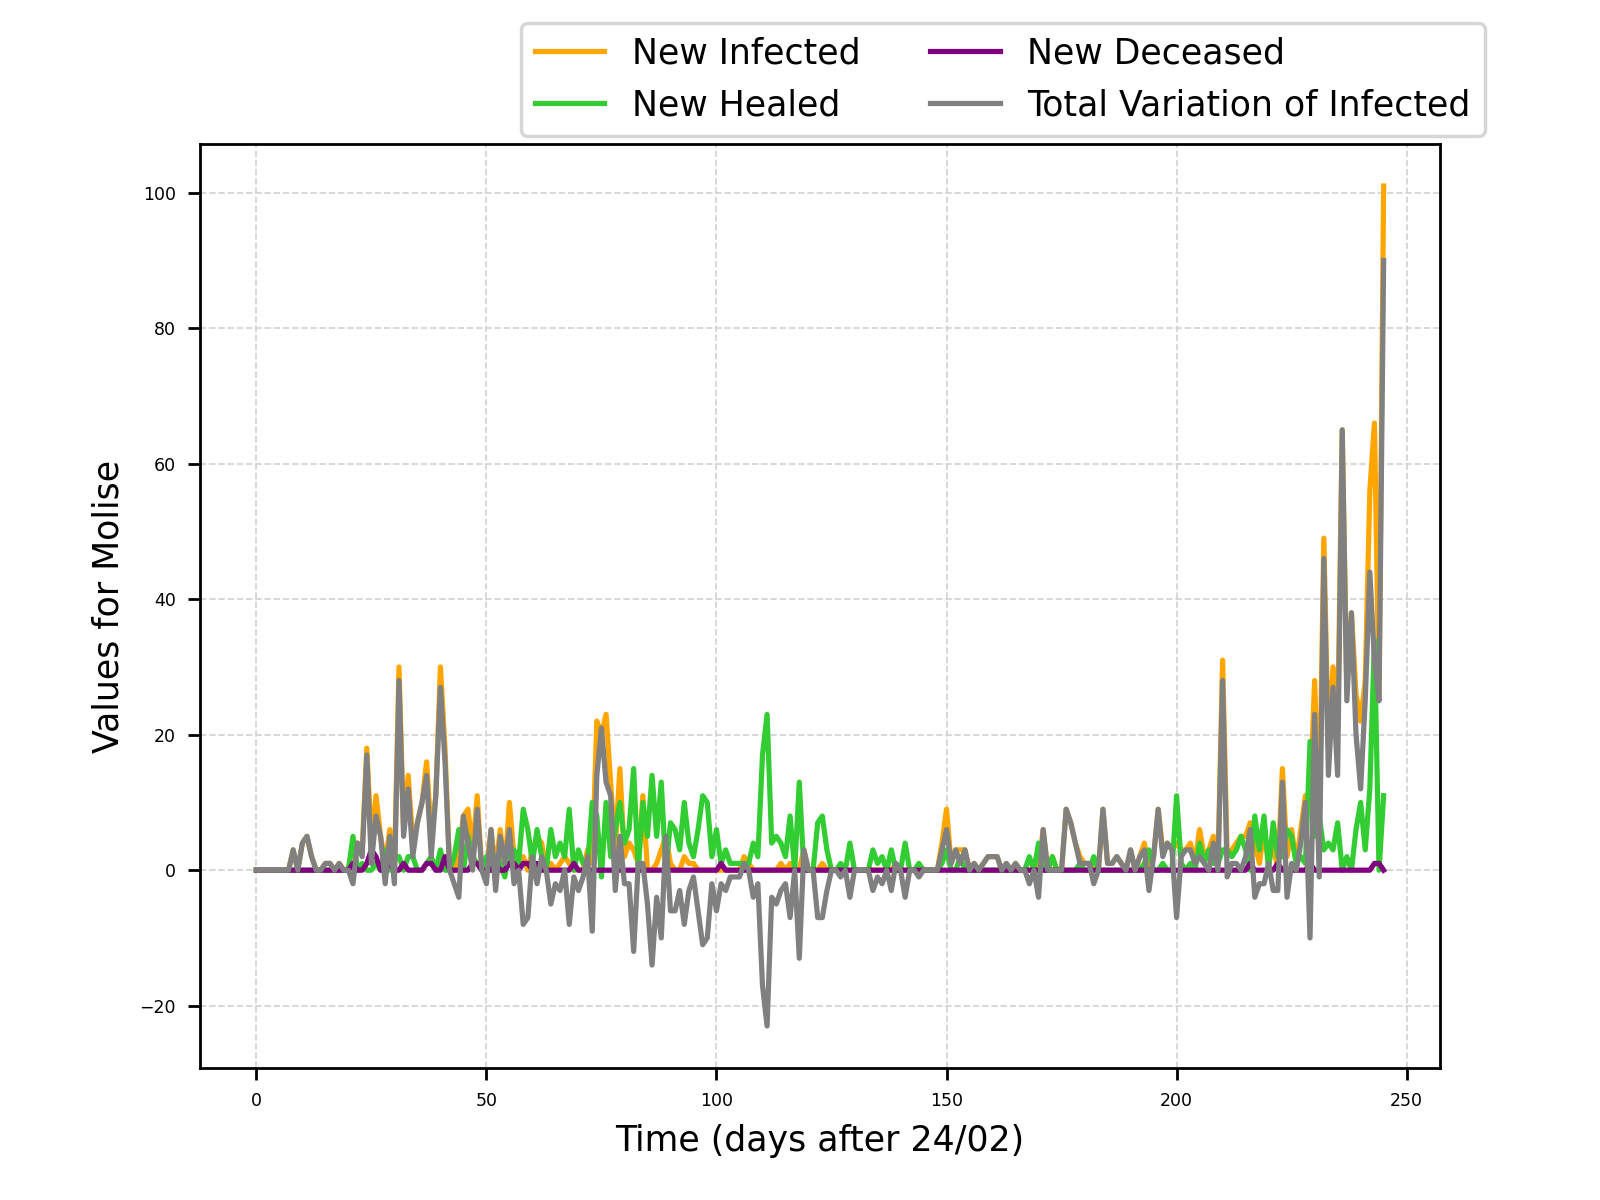 New Infected
New Healed
New Deceased
Total Variation of Infected
100
80
60
40
20
0
−20
Values for Molise
0 50 100 150 200 250
Time (days after 24/02)